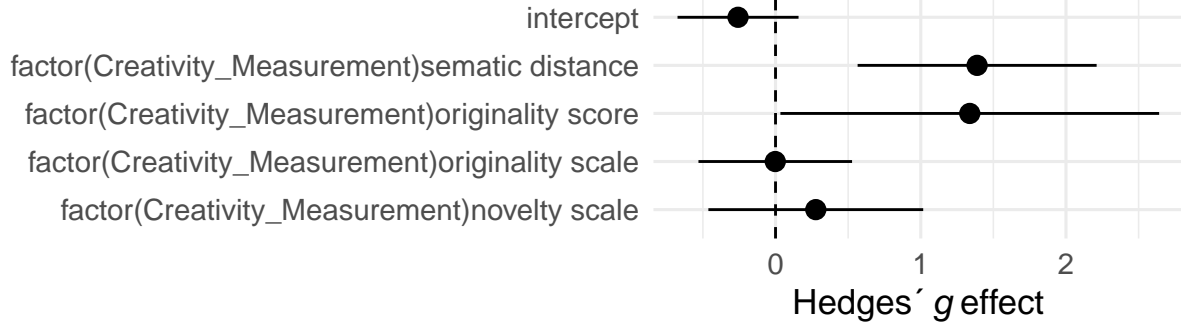 intercept
factor(Creativity_Measurement)sematic distance
factor(Creativity_Measurement)originality score
factor(Creativity_Measurement)originality scale
factor(Creativity_Measurement)novelty scale
0 1 2
Hedges´ g effect